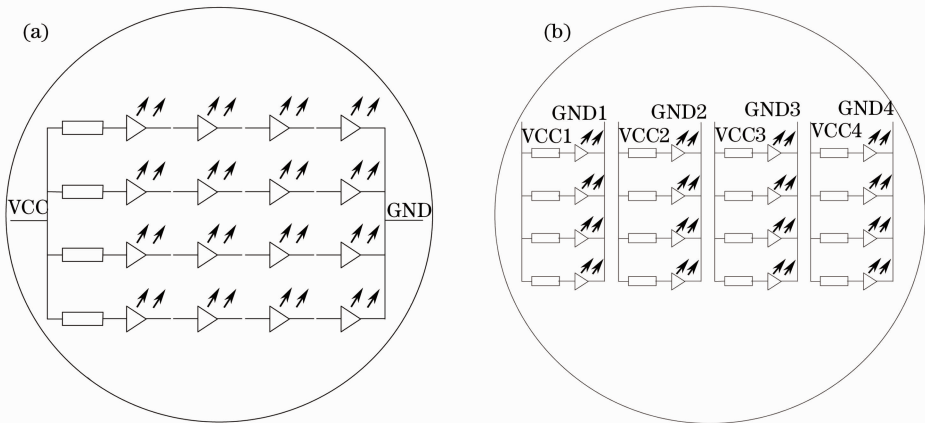 (a)
VCC
GND
(b)
GND1 GND2 GND3 GND4
VCC1 VCC2 VCC3 VCC4